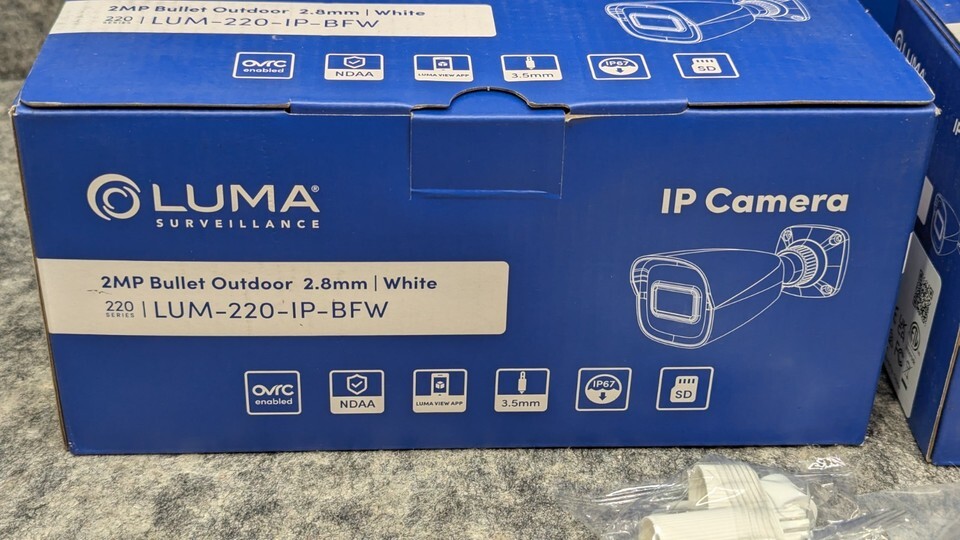 2MP Bullet Outdoor 2.8mm | White
220 SERIES | LUM-220-IP-BFW
ovrc enabled
NDAA
LUMA VIEW APP
3.5mm
IP67
SD
LUMA®
SURVEILLANCE
IP Camera
2MP Bullet Outdoor 2.8mm | White
220 SERIES | LUM-220-IP-BFW
ovrc enabled
NDAA
LUMA VIEW APP
3.5mm
IP67
SD
LUMA